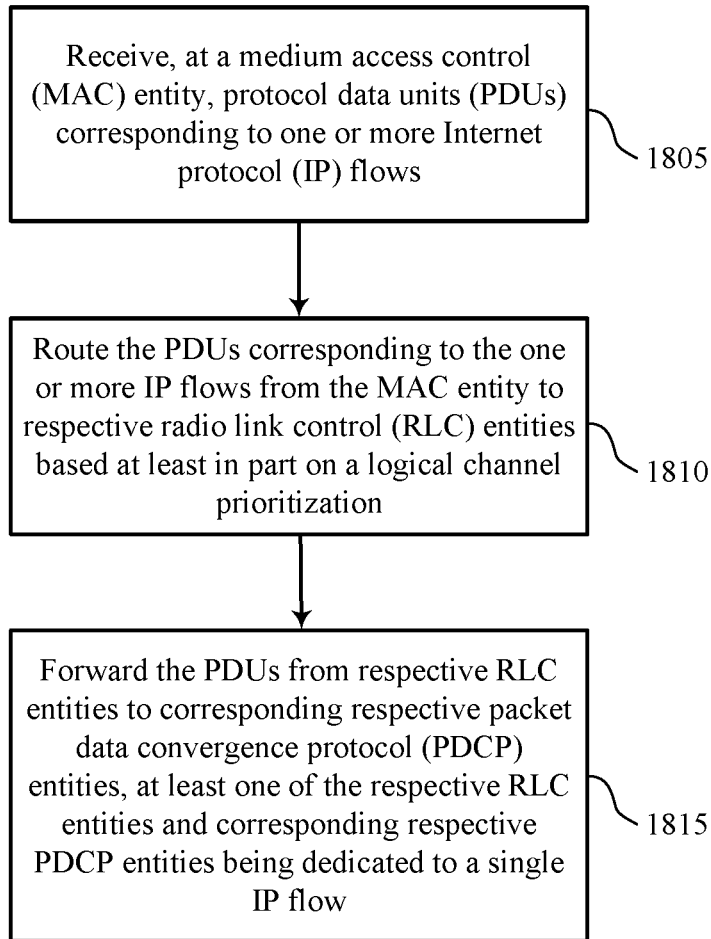 Receive, at a medium access control
(MAC) entity, protocol data units (PDUs)
corresponding to one or more Internet
protocol (IP) flows
1805
Route the PDUs corresponding to the one
or more IP flows from the MAC entity to
respective radio link control (RLC) entities
based at least in part on a logical channel
prioritization
1810
Forward the PDUs from respective RLC
entities to corresponding respective packet
data convergence protocol (PDCP)
entities, at least one of the respective RLC
entities and corresponding respective
PDCP entities being dedicated to a single
IP flow
1815